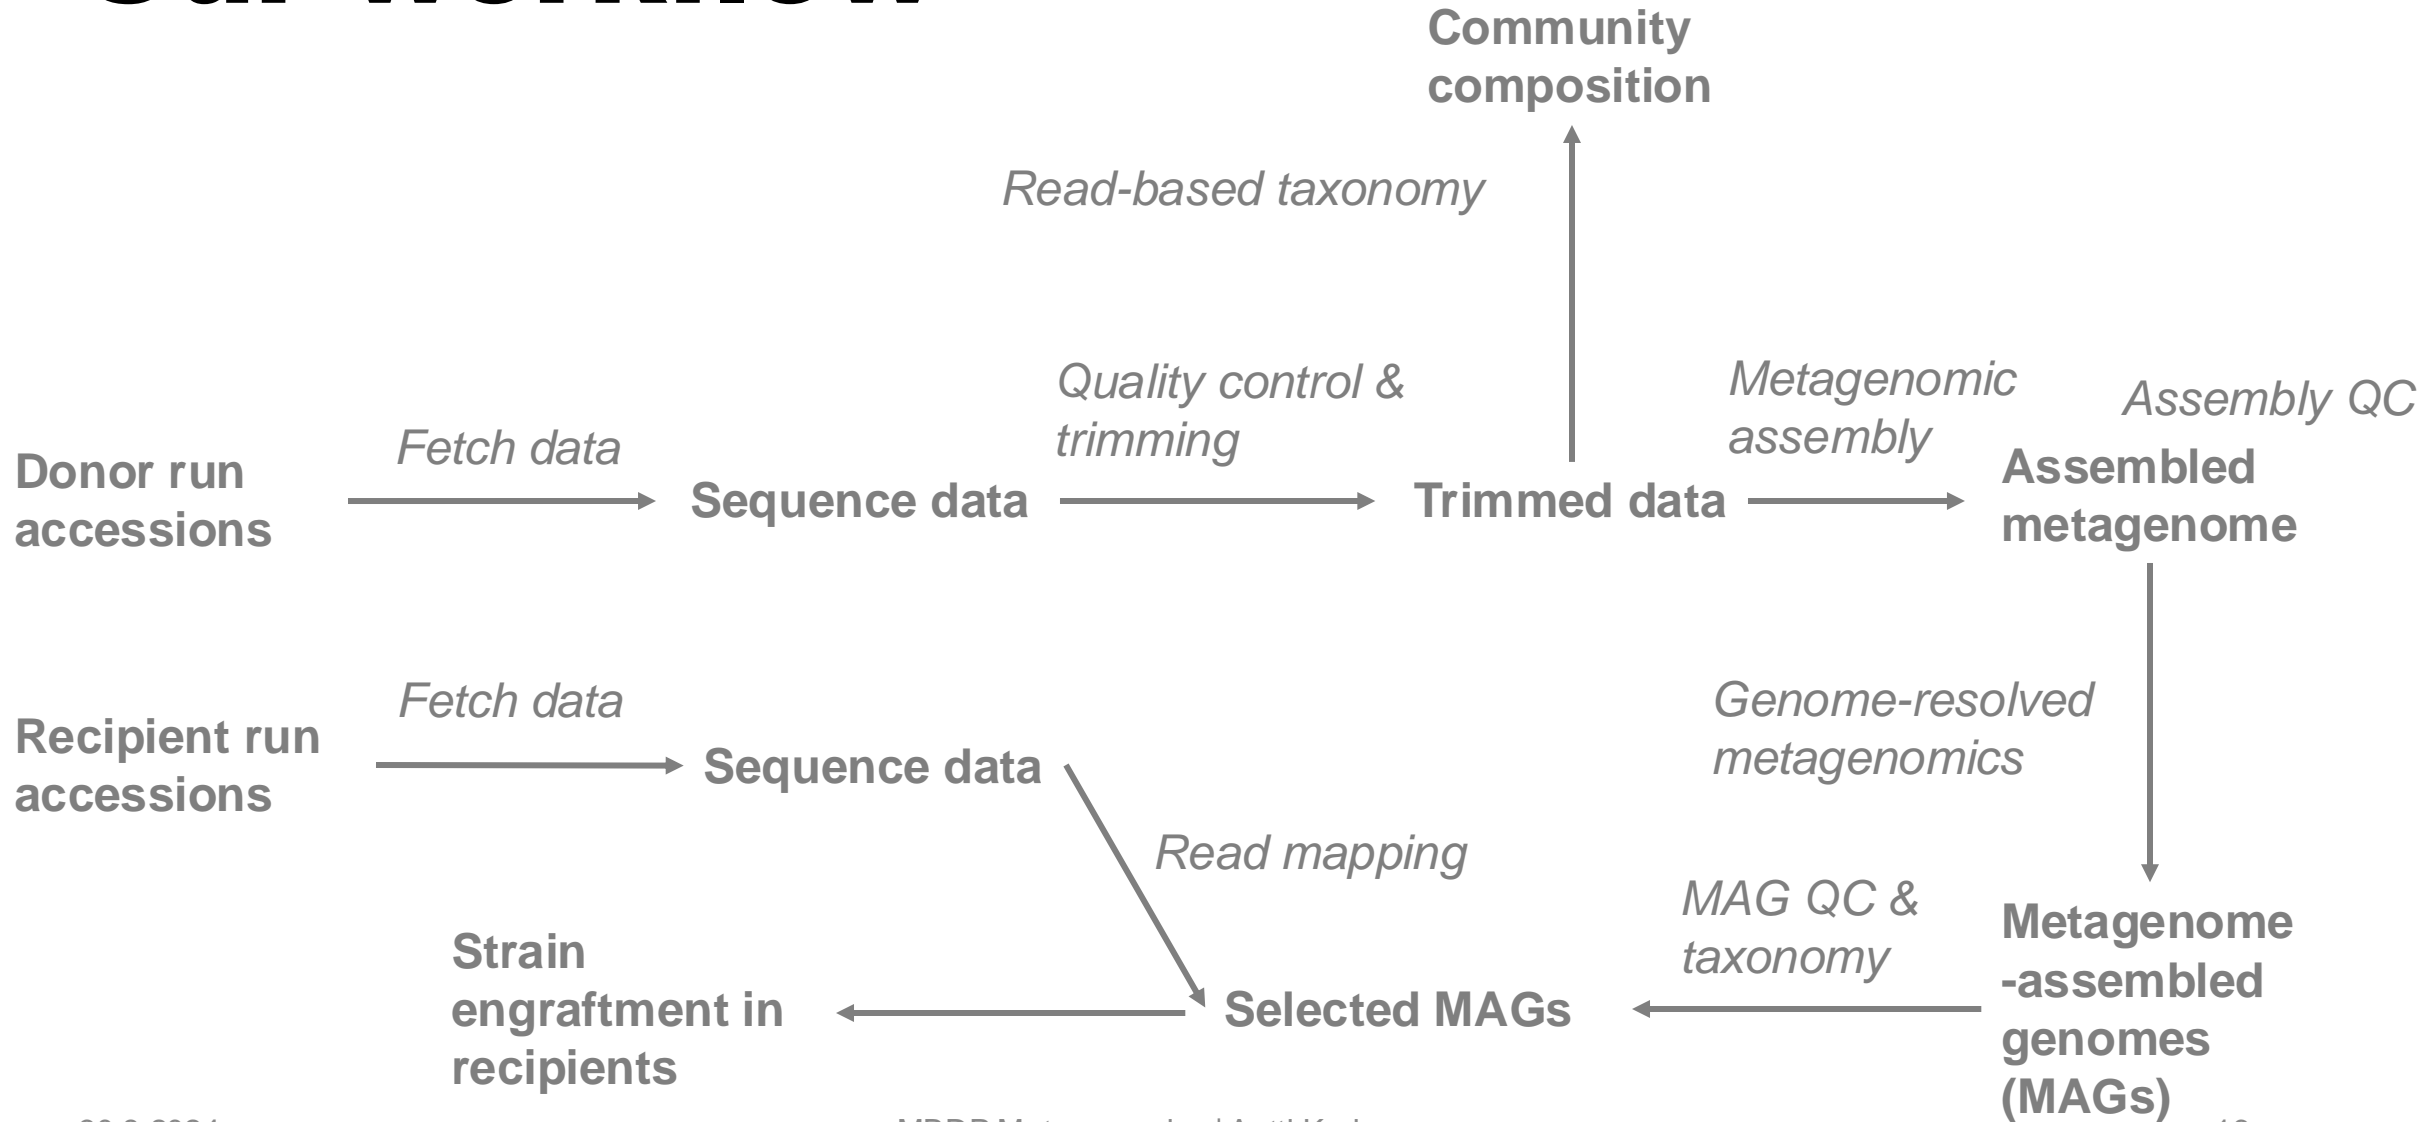 Our workflow
Community
composition
Read-based taxonomy
Quality control &
trimming
Metagenomic
assembly
Assembly QC
Fetch data
Donor run
accessions
Sequence data
Trimmed data
Assembled
metagenome
Fetch data
Recipient run
accessions
Sequence data
Genome-resolved
metagenomics
Read mapping
MAG QC &
taxonomy
Strain
engraftment in
recipients
Selected MAGs
Metagenome
-assembled
genomes
(MAGs)